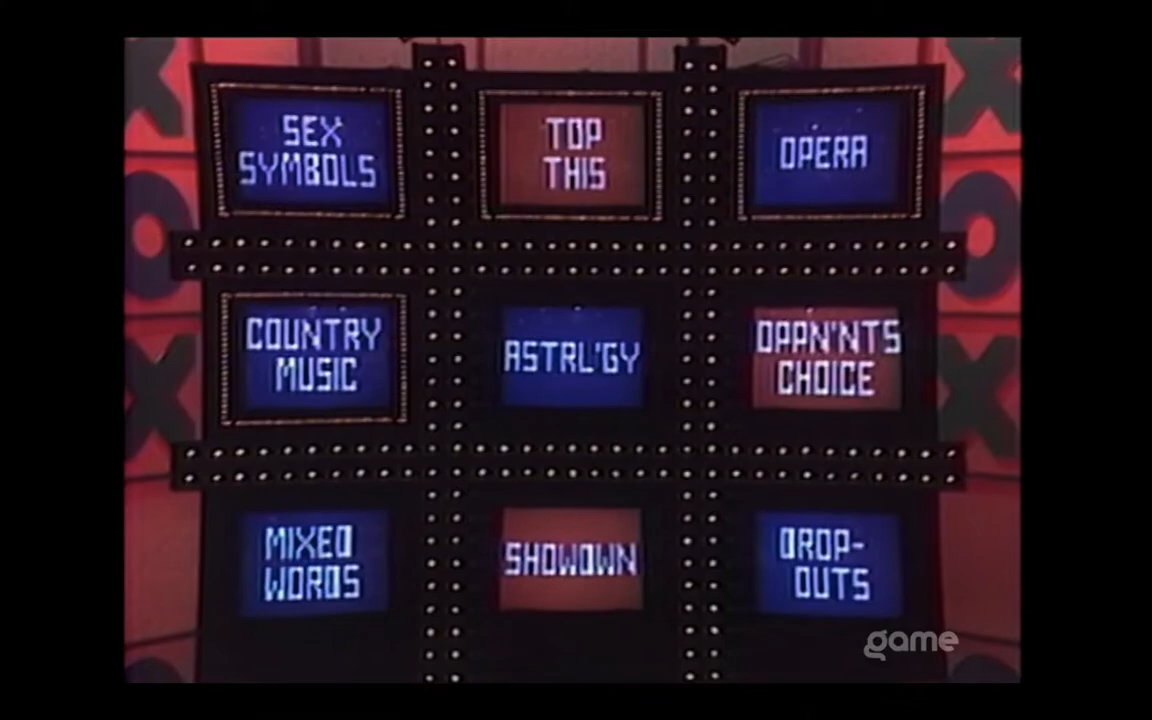 SEX
SYMBOLS
TOP
THIS
OPERA
COUNTRY
MUSIC
ASTRL'GY
OPPN'NTS
CHOICE
MIXED
WORDS
SHOWDWN
DROP-
OUTS
game